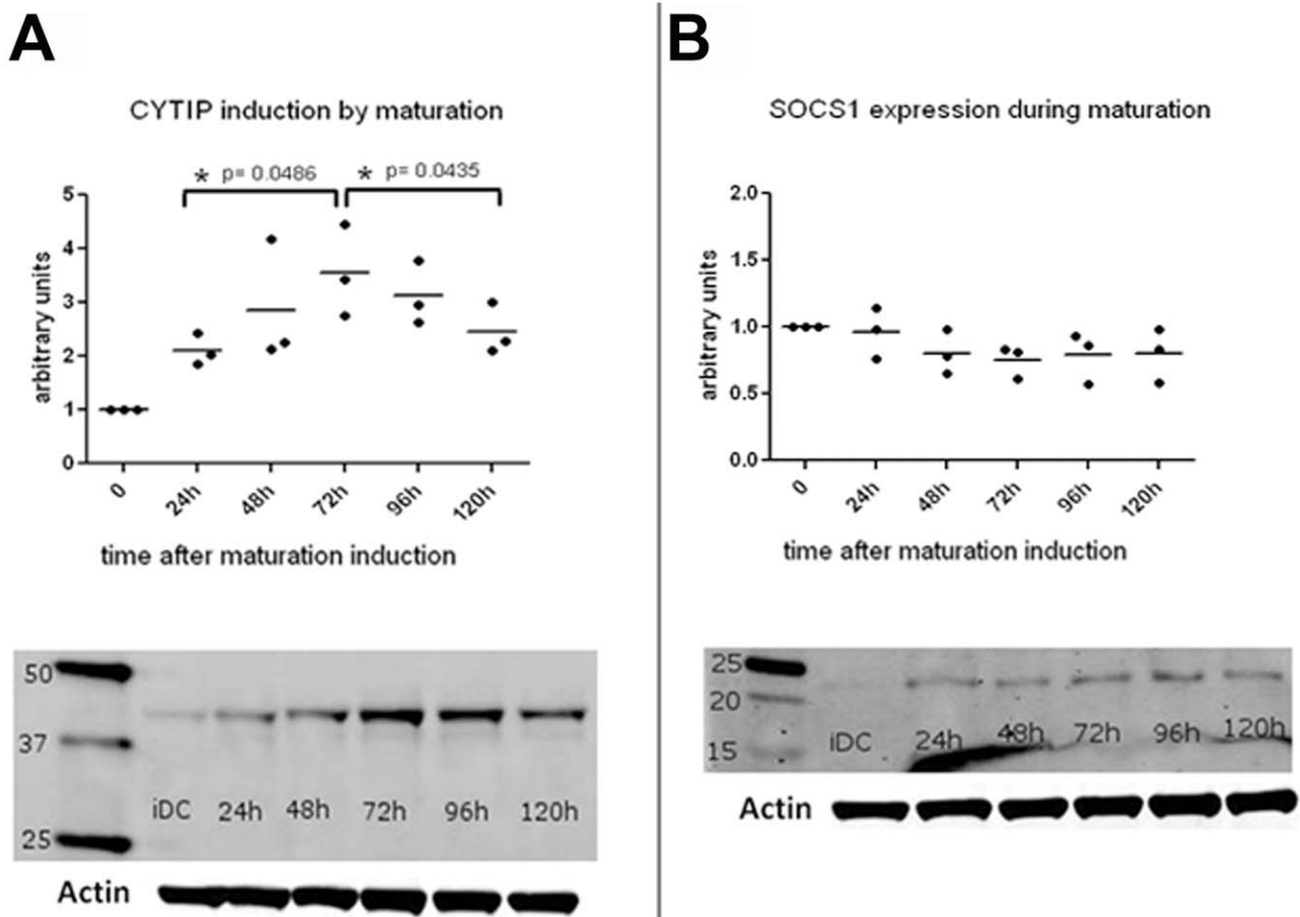 A
CYTIP induction by maturation
* p= 0.0486 * p= 0.0435
arbitrary units
5
4
3
2
1
0
0 24h 48h 72h 96h 120h
time after maturation induction
50
37
25
iDC 24h 48h 72h 96h 120h
Actin
B
SOCS1 expression during maturation
arbitrary units
2.0
1.5
1.0
0.5
0.0
0 24h 48h 72h 96h 120h
time after maturation induction
25
20
15
iDC 24h 48h 72h 96h 120h
Actin